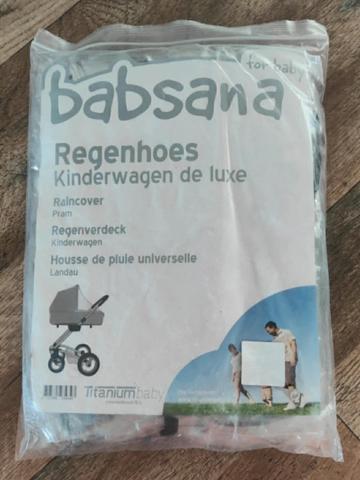 babsana
for baby
Regenhoes
Kinderwagen de luxe
Raincover
Pram
Regenverdeck
Kinderwagen
Housse de pluie universelle
Landau
Titaniumbaby